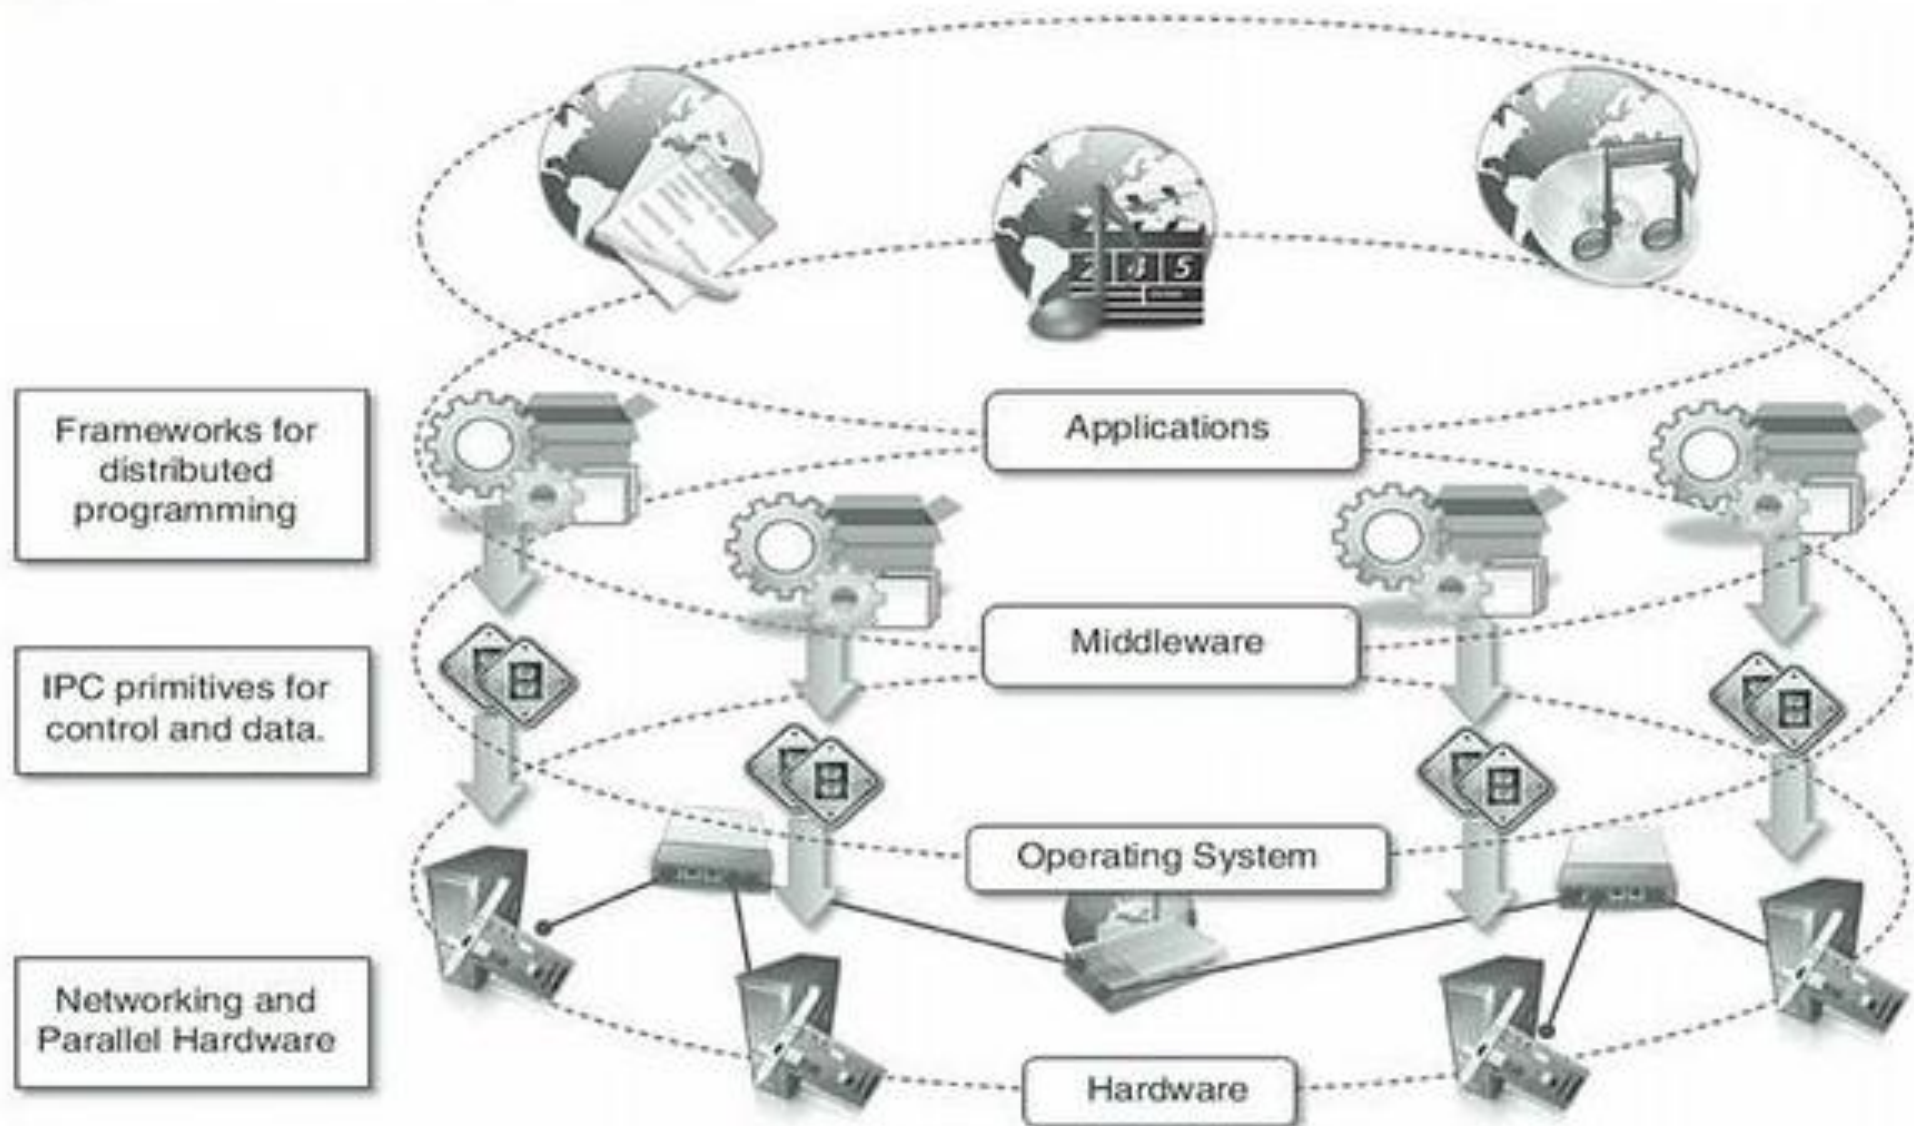 Applications
Frameworks for
distributed
programming
Middleware
IPC primitives for
control and data.
Operating System
Networking and
Parallel Hardware
Hardware